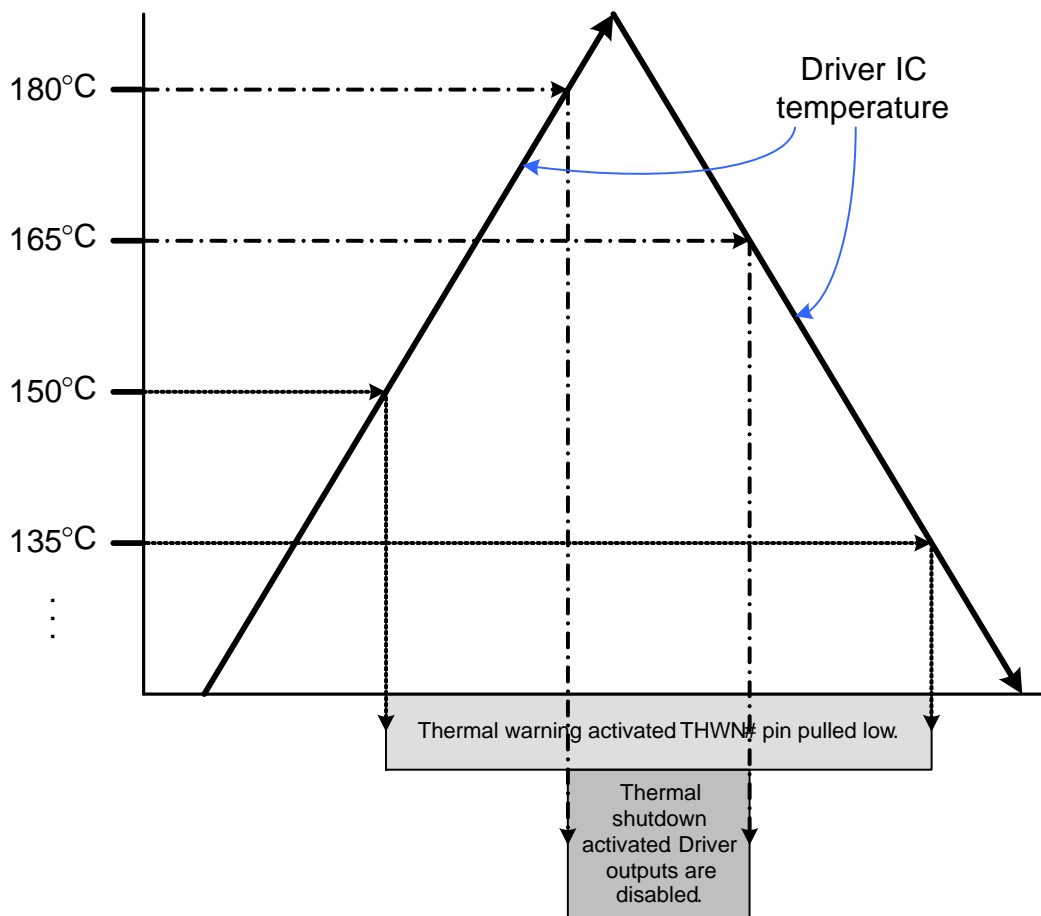 180°C
165°C
150°C
135°C
. . .
Driver IC
temperature
Thermal warning activated. THWN# pin pulled low.
Thermal
shutdown
activated. Driver
outputs are
disabled.